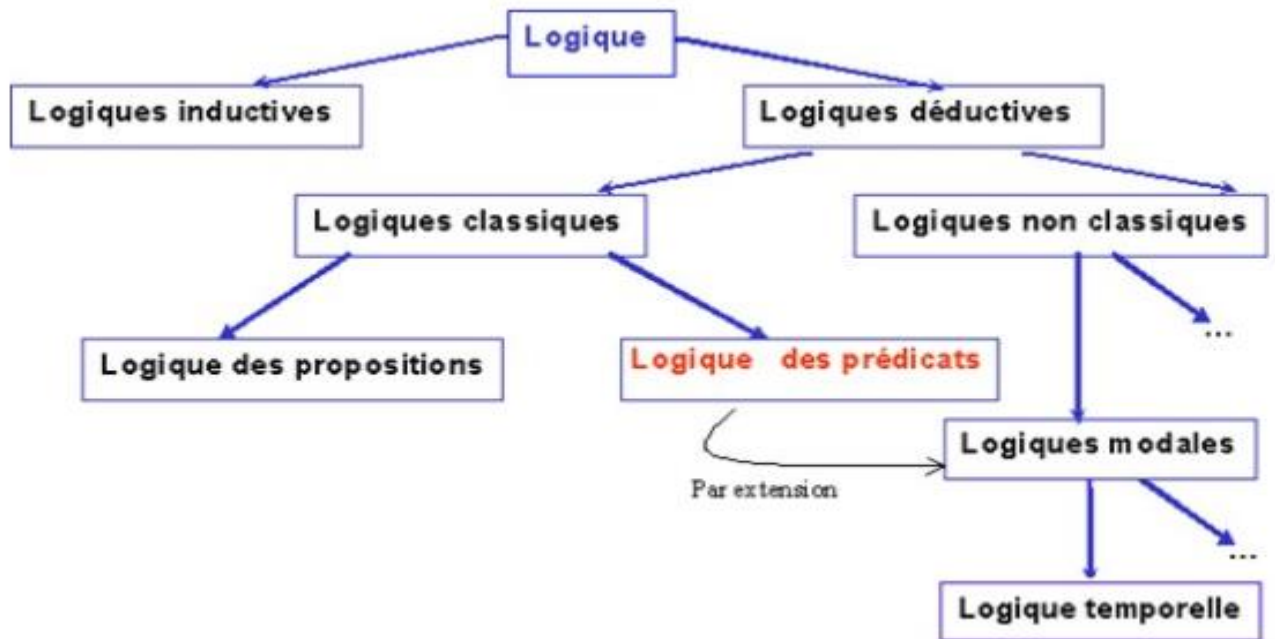 Logique
Logiques inductives
Logiques déductives
Logiques classiques
Logiques non classiques
...
Logique des propositions
Logique des prédicats
Logiques modales
Par extension
...
Logique temporelle